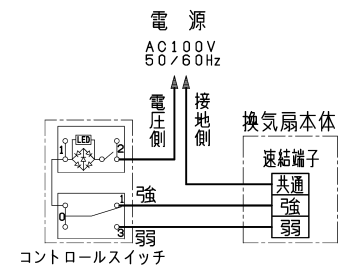 電 源
AC100V
50/60Hz
電圧側
接地側
換気扇本体
速結端子
共通
強
弱
LED
1
2
0
1
3
強
弱
コントロールスイッチ